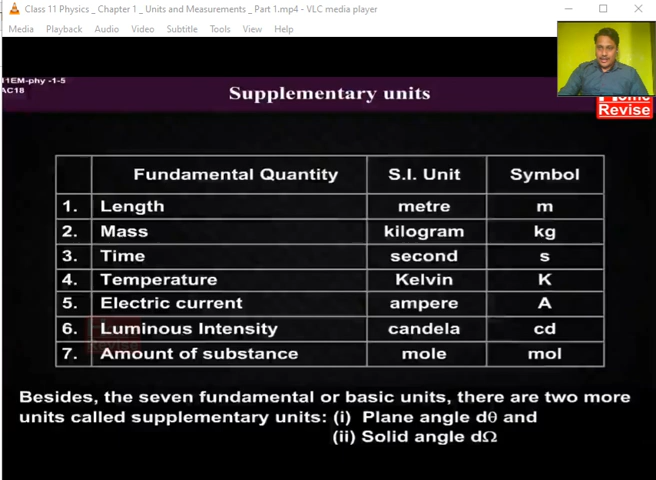 Class 11 Physics _ Chapter 1 _ Units and Measurements _ Part 1.mp4 - VLC media player
Media Playback Audio Video Subtitle Tools Help
11EM-phy -1-5
AC18
Supplementary units
Home
Revise
Fundamental Quantity S.I. Unit Symbol
1. Length metre m
2. Mass kilogram kg
3. Time second s
4. Temperature Kelvin K
5. Electric current ampere A
6. Luminous Intensity candela cd
7. Amount of substance mole mol
Besides, the seven fundamental or basic units, there are two more
units called supplementary units: (i) Plane angle dθ and
(ii) Solid angle dΩ